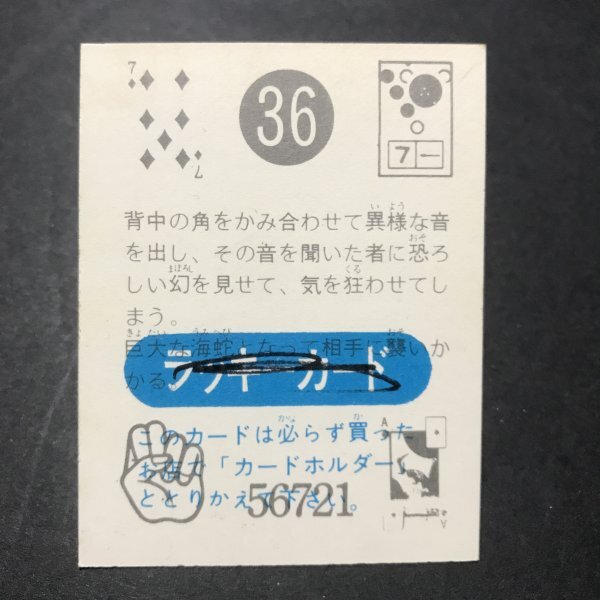 7
36
7 一
背中の角をかみ合わせて異様な音
を出し、その音を聞いた者に恐ろ
しい幻を見せて、気を狂わせてし
まう。
巨大な海蛇となって相手に襲いか
かる。
ラッキーカード
このカードは必らず買った
お店で「カードホルダー」
ととりかえて下さい。
56721
A